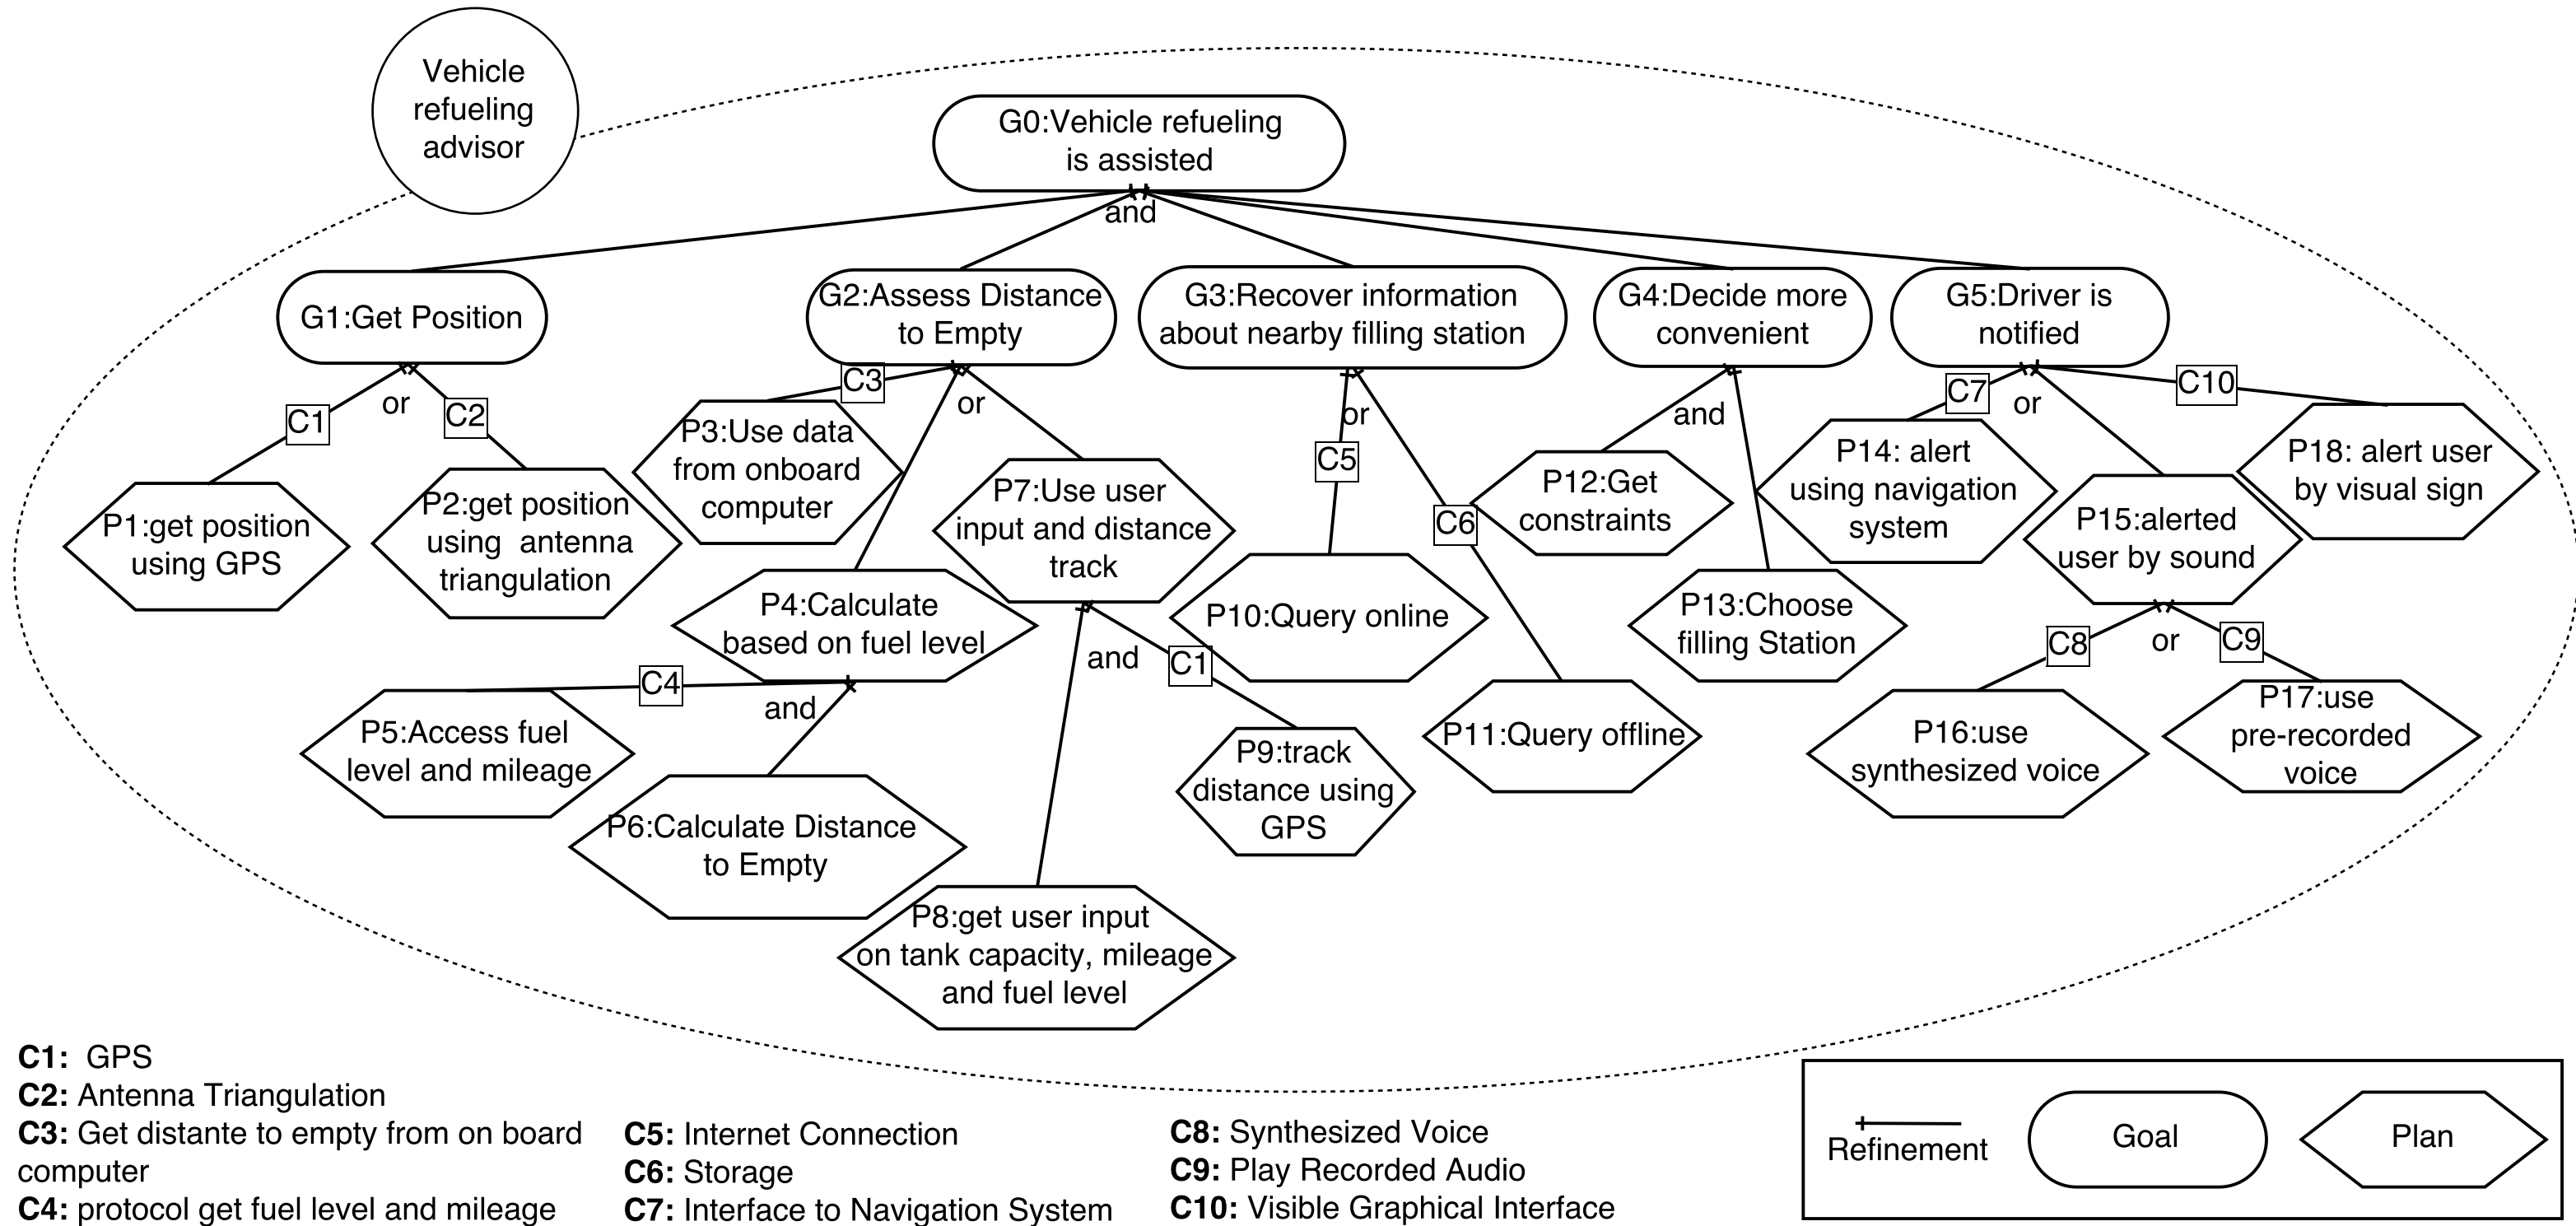 Vehicle
refueling
advisor
G0:Vehicle refueling
is assisted
and
G1:Get Position
G2:Assess Distance
to Empty
G3:Recover information
about nearby filling station
G4:Decide more
convenient
G5:Driver is
notified
C1
or
C2
C3
or
or
C5
C6
and
C7
or
C10
P1:get position
using GPS
P2:get position
using antenna
triangulation
P3:Use data
from onboard
computer
P7:Use user
input and distance
track
P4:Calculate
based on fuel level
P10:Query online
P12:Get
constraints
P14: alert
using navigation
system
P15:alerted
user by sound
P18: alert user
by visual sign
P13:Choose
filling Station
C4
and
and
C1
C8
or
C9
P5:Access fuel
level and mileage
P6:Calculate Distance
to Empty
P9:track
distance using
GPS
P11:Query offline
P16:use
synthesized voice
P17:use
pre-recorded
voice
P8:get user input
on tank capacity, mileage
and fuel level
C1: GPS
C2: Antenna Triangulation
C3: Get distante to empty from on board
computer
C4: protocol get fuel level and mileage
C5: Internet Connection
C6: Storage
C7: Interface to Navigation System
C8: Synthesized Voice
C9: Play Recorded Audio
C10: Visible Graphical Interface
Refinement
Goal
Plan